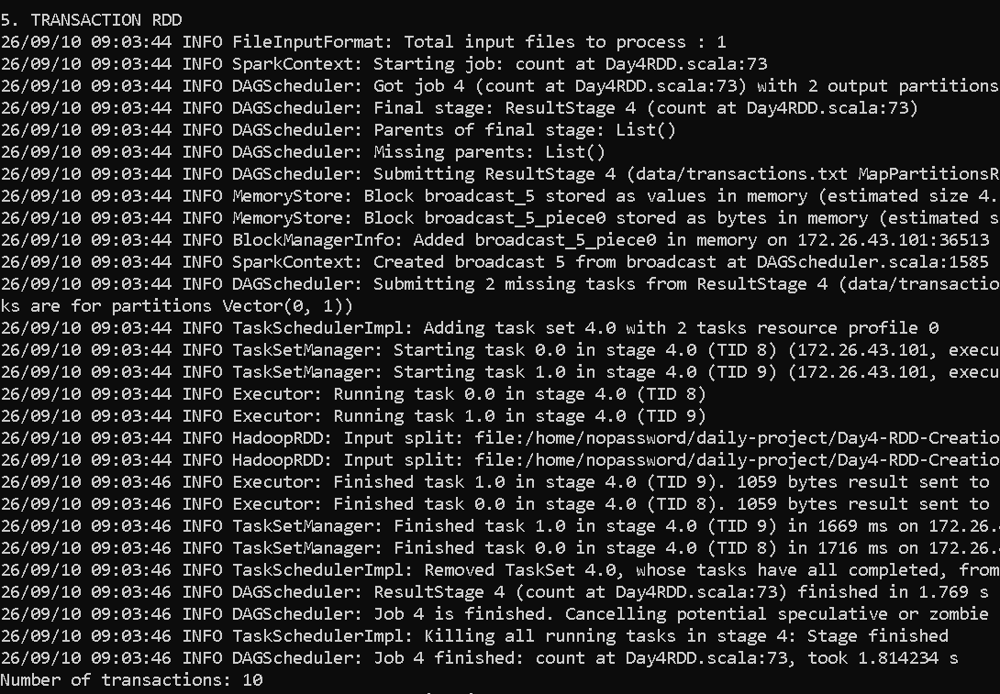 5. TRANSACTION RDD
26/09/10 09:03:44 INFO FileInputFormat: Total input files to process : 1
26/09/10 09:03:44 INFO SparkContext: Starting job: count at Day4RDD.scala:73
26/09/10 09:03:44 INFO DAGScheduler: Got job 4 (count at Day4RDD.scala:73) with 2 output partitions
26/09/10 09:03:44 INFO DAGScheduler: Final stage: ResultStage 4 (count at Day4RDD.scala:73)
26/09/10 09:03:44 INFO DAGScheduler: Parents of final stage: List()
26/09/10 09:03:44 INFO DAGScheduler: Missing parents: List()
26/09/10 09:03:44 INFO DAGScheduler: Submitting ResultStage 4 (data/transactions.txt MapPartitionsR
26/09/10 09:03:44 INFO MemoryStore: Block broadcast_5 stored as values in memory (estimated size 4.
26/09/10 09:03:44 INFO MemoryStore: Block broadcast_5_piece0 stored as bytes in memory (estimated s
26/09/10 09:03:44 INFO BlockManagerInfo: Added broadcast_5_piece0 in memory on 172.26.43.101:36513
26/09/10 09:03:44 INFO SparkContext: Created broadcast 5 from broadcast at DAGScheduler.scala:1585
26/09/10 09:03:44 INFO DAGScheduler: Submitting 2 missing tasks from ResultStage 4 (data/transactio
ks are for partitions Vector(0, 1))
26/09/10 09:03:44 INFO TaskSchedulerImpl: Adding task set 4.0 with 2 tasks resource profile 0
26/09/10 09:03:44 INFO TaskSetManager: Starting task 0.0 in stage 4.0 (TID 8) (172.26.43.101, execu
26/09/10 09:03:44 INFO TaskSetManager: Starting task 1.0 in stage 4.0 (TID 9) (172.26.43.101, execu
26/09/10 09:03:44 INFO Executor: Running task 0.0 in stage 4.0 (TID 8)
26/09/10 09:03:44 INFO Executor: Running task 1.0 in stage 4.0 (TID 9)
26/09/10 09:03:44 INFO HadoopRDD: Input split: file:/home/nopassword/daily-project/Day4-RDD-Creatio
26/09/10 09:03:44 INFO HadoopRDD: Input split: file:/home/nopassword/daily-project/Day4-RDD-Creatio
26/09/10 09:03:46 INFO Executor: Finished task 1.0 in stage 4.0 (TID 9). 1059 bytes result sent to
26/09/10 09:03:46 INFO Executor: Finished task 0.0 in stage 4.0 (TID 8). 1059 bytes result sent to
26/09/10 09:03:46 INFO TaskSetManager: Finished task 1.0 in stage 4.0 (TID 9) in 1669 ms on 172.26.
26/09/10 09:03:46 INFO TaskSetManager: Finished task 0.0 in stage 4.0 (TID 8) in 1716 ms on 172.26.
26/09/10 09:03:46 INFO TaskSchedulerImpl: Removed TaskSet 4.0, whose tasks have all completed, from
26/09/10 09:03:46 INFO DAGScheduler: ResultStage 4 (count at Day4RDD.scala:73) finished in 1.769 s
26/09/10 09:03:46 INFO DAGScheduler: Job 4 is finished. Cancelling potential speculative or zombie
26/09/10 09:03:46 INFO TaskSchedulerImpl: Killing all running tasks in stage 4: Stage finished
26/09/10 09:03:46 INFO DAGScheduler: Job 4 finished: count at Day4RDD.scala:73, took 1.814234 s
Number of transactions: 10